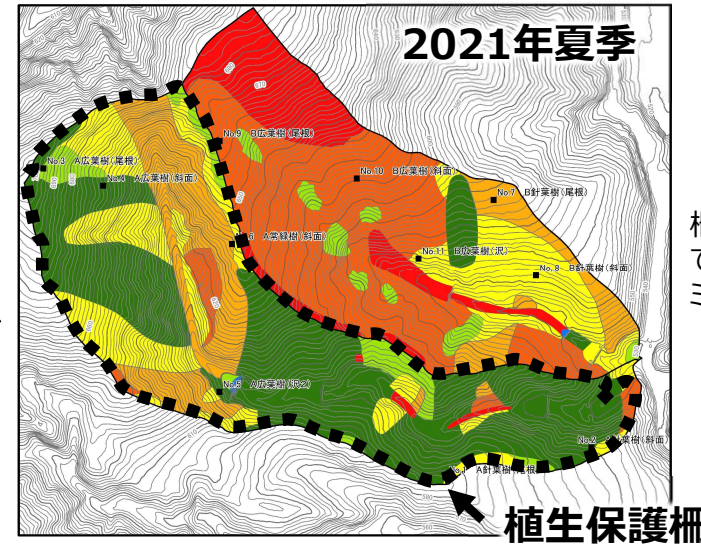 2021年夏季
No.9 B広葉樹(尾根)
No.3 A広葉樹(尾根)
No.4 A広葉樹(斜面)
No.10 B広葉樹(斜面)
No.7 B針葉樹(尾根)
6 A常緑樹(斜面)
No.11 B広葉樹(沢)
No.8 B針葉樹(斜面)
No.5 A広葉樹(沢2)
No.2
葉樹(斜面)
o.1 A針葉樹(尾根)
植生保護柵